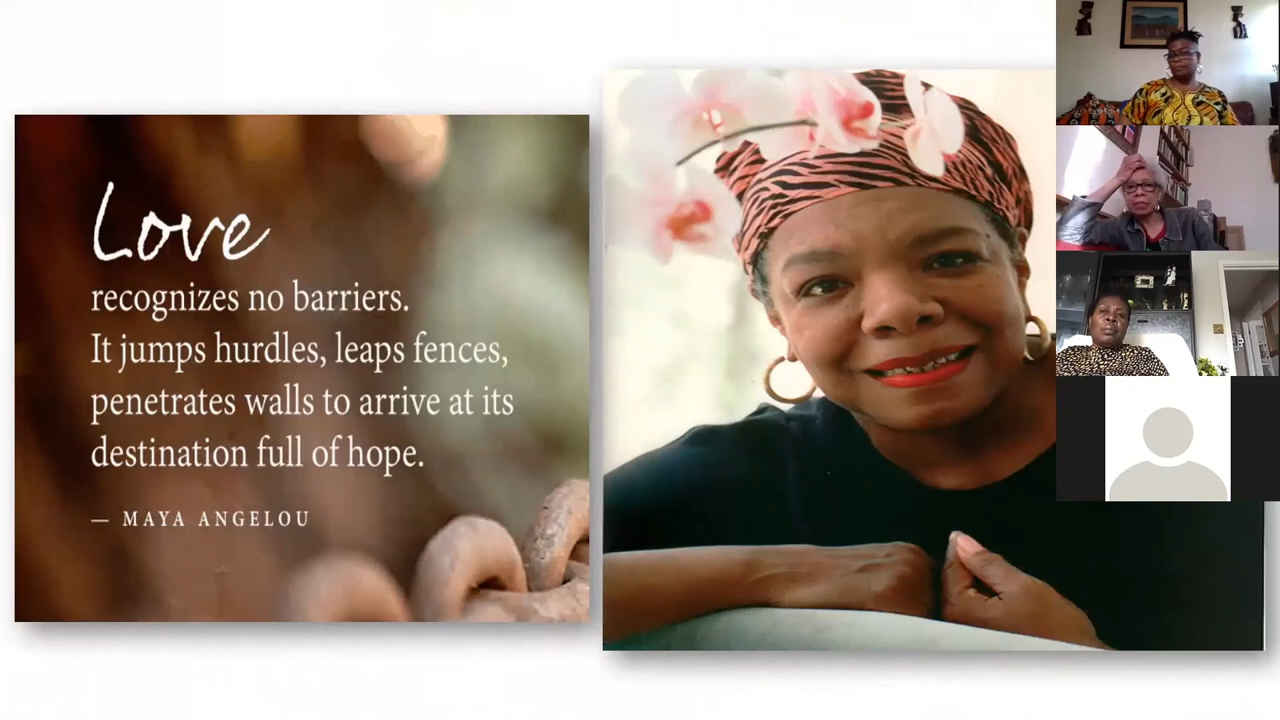 Love
recognizes no barriers.
It jumps hurdles, leaps fences,
penetrates walls to arrive at its
destination full of hope.
— MAYA ANGELOU